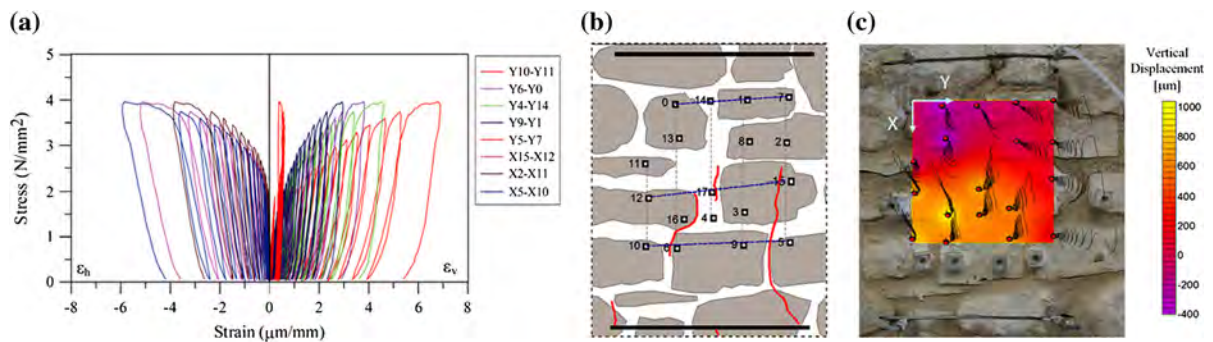 (a)
5
4
3
2
1
0
Stress (N/mm²)
εh
εv
-8
-6
-4
-2
0
2
4
6
8
Strain (μm/mm)
Y10-Y11
Y6-Y0
Y4-Y14
Y9-Y1
Y5-Y7
X15-X12
X2-X11
X5-X10
(b)
0
14
1
7
13
8
2
11
12
17
15
16
4
3
10
6
9
5
(c)
Y
X
Vertical
Displacement
[μm]
1000
800
600
400
200
0
-200
-400